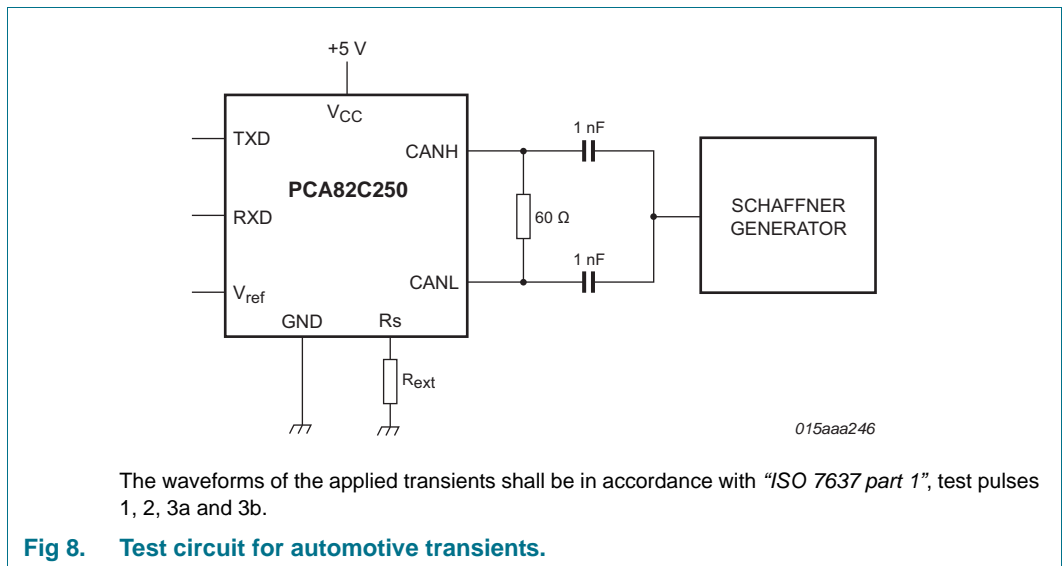 +5 V
VCC
TXD
CANH
1 nF
PCA82C250
RXD
60 Ω
SCHAFFNER
GENERATOR
1 nF
CANL
Vref
GND
Rs
Rext
015aaa246
The waveforms of the applied transients shall be in accordance with "ISO 7637 part 1", test pulses
1, 2, 3a and 3b.
Fig 8. Test circuit for automotive transients.